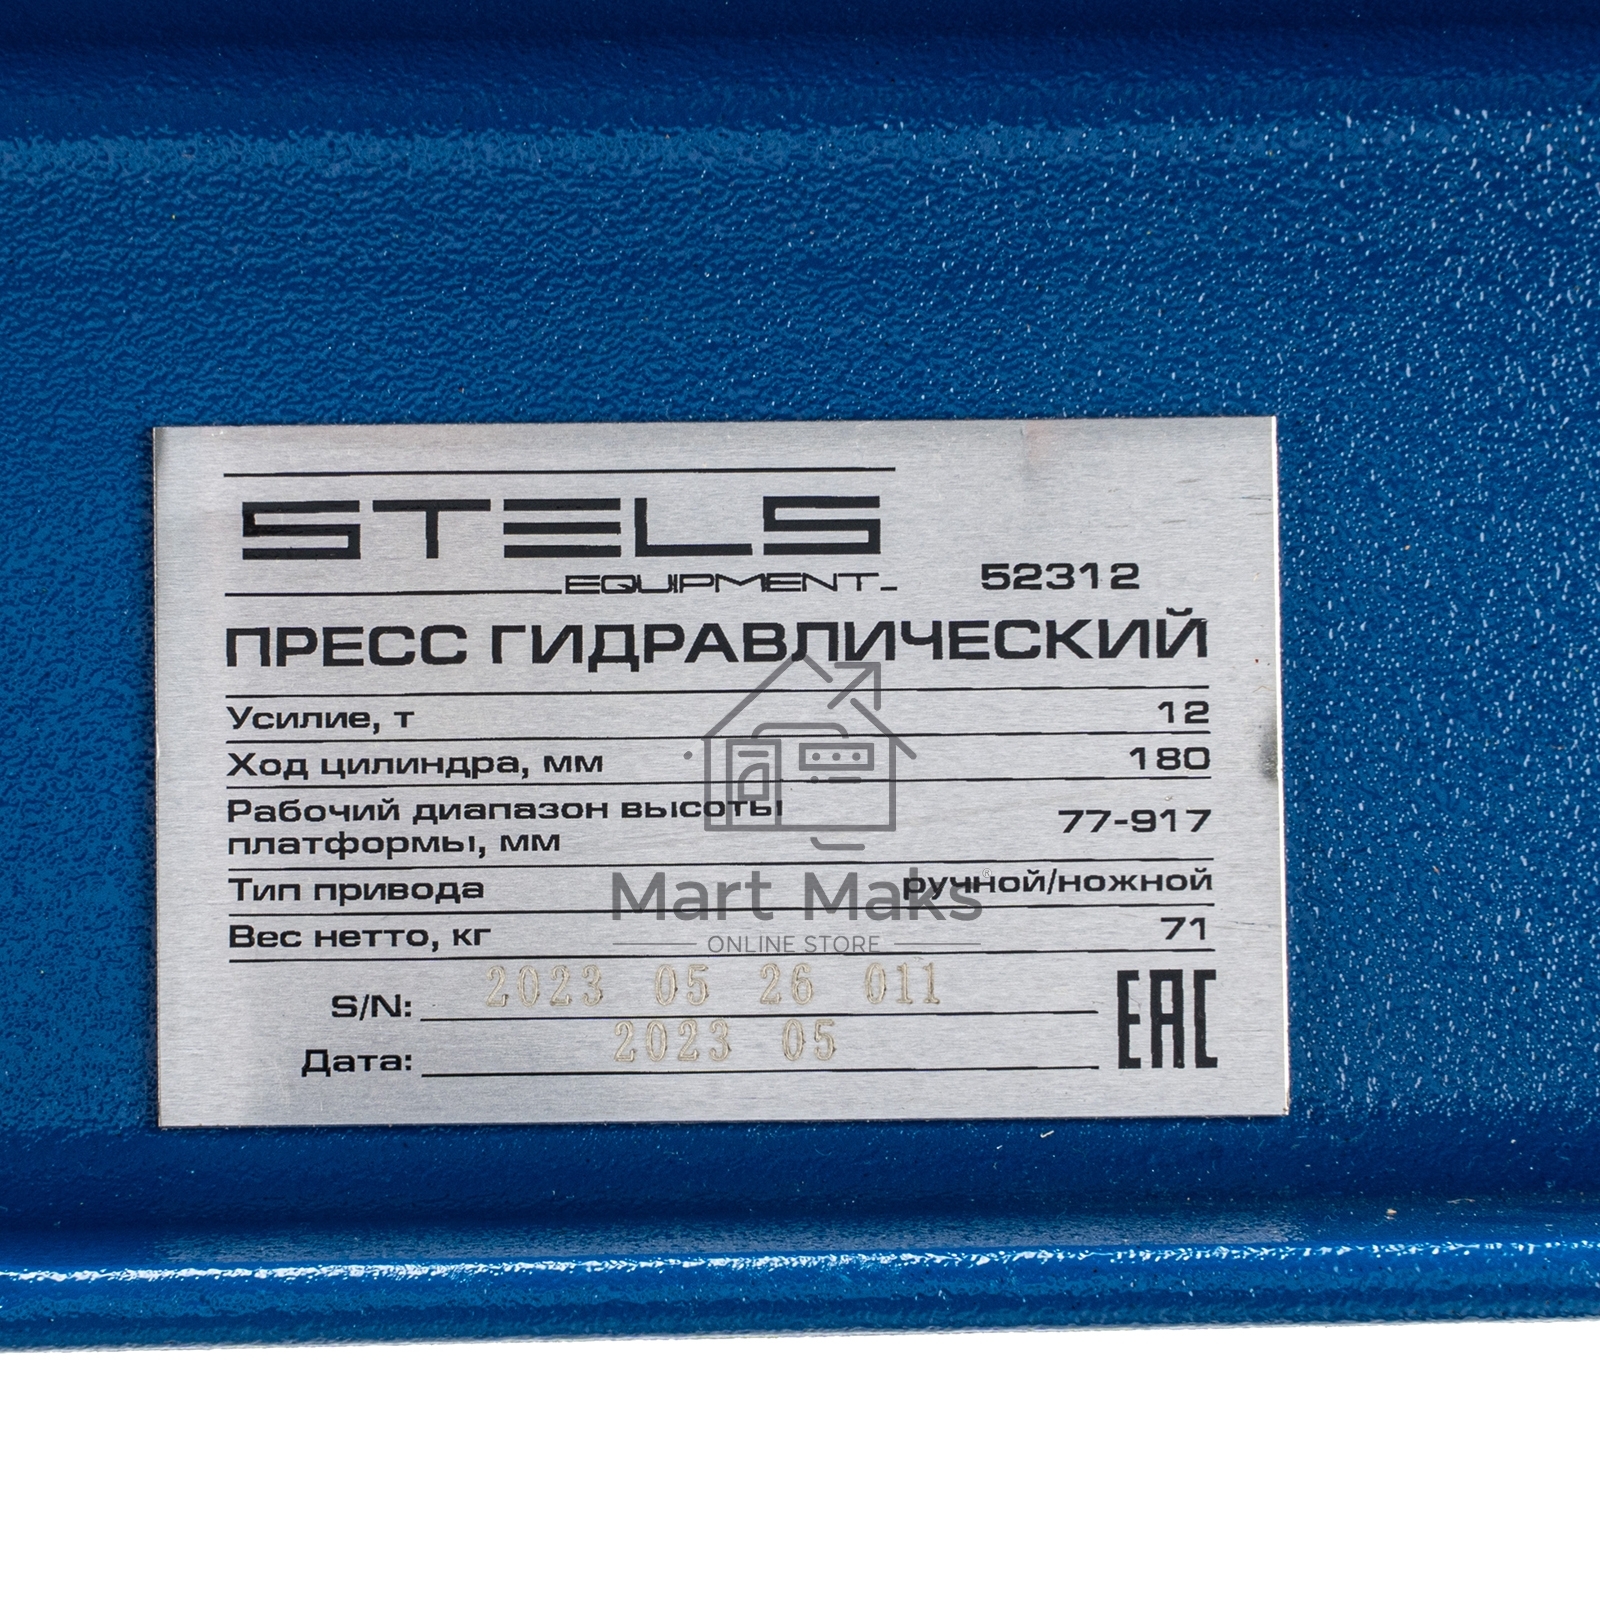 STELS
EQUIPMENT
52312
ПРЕСС ГИДРАВЛИЧЕСКИЙ
Усилие, т 12
Ход цилиндра, мм 180
Рабочий диапазон высоты
платформы, мм 77-917
Тип привода ручной/ножной
Вес нетто, кг 71
Mart Maks®
ONLINE STORE
S/N: 2023 05 26 011
Дата: 2023 05
EAC